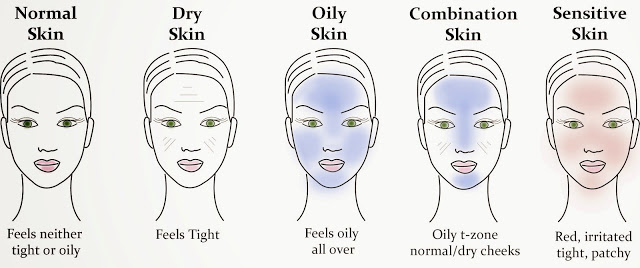 Normal
Skin
Dry
Skin
Oily
Skin
Combination
Skin
Sensitive
Skin
Feels neither
tight or oily
Feels Tight
Feels oily
all over
Oily t-zone
normal/dry cheeks
Red, irritated
tight, patchy